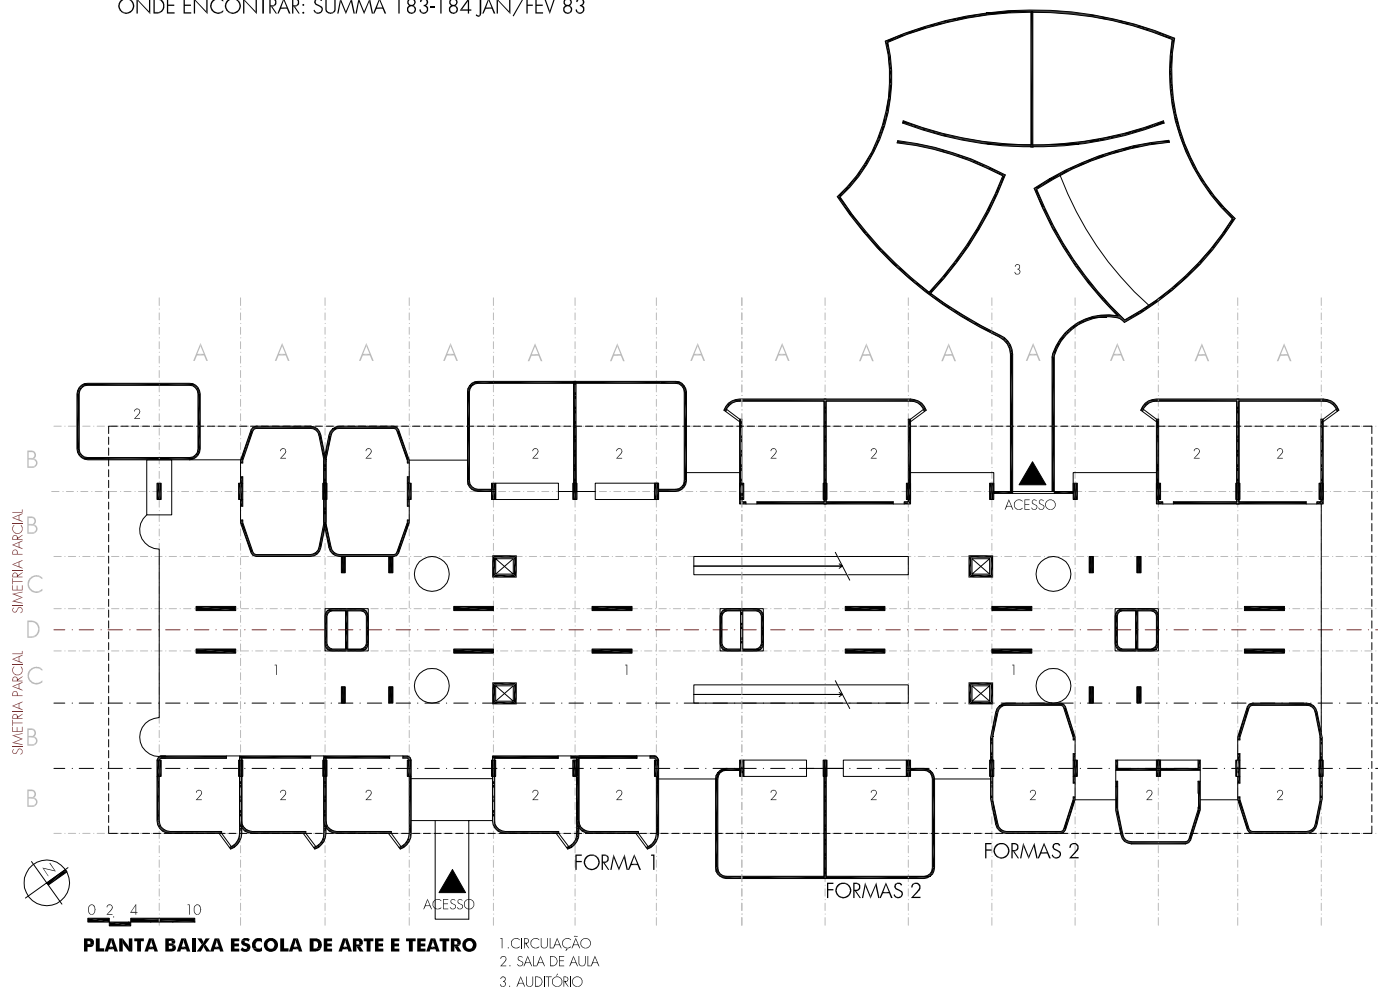 ONDE ENCONTRAR: SUMMA 183-184 JAN/FEV 83
3
A A A A A A A A A A A A A A
2
B 2 2 2 2 2 2 2 2
ACESSO
B
SIMETRIA PARCIAL
C
D
C 1 1 1
SIMETRIA PARCIAL
B
B 2 2 2 2 2 2 2 2 2 2
FORMA 1 FORMAS 2
FORMAS 2
N
ACESSO
0 2 4 10
PLANTA BAIXA ESCOLA DE ARTE E TEATRO
1.CIRCULAÇÃO
2. SALA DE AULA
3. AUDITÓRIO